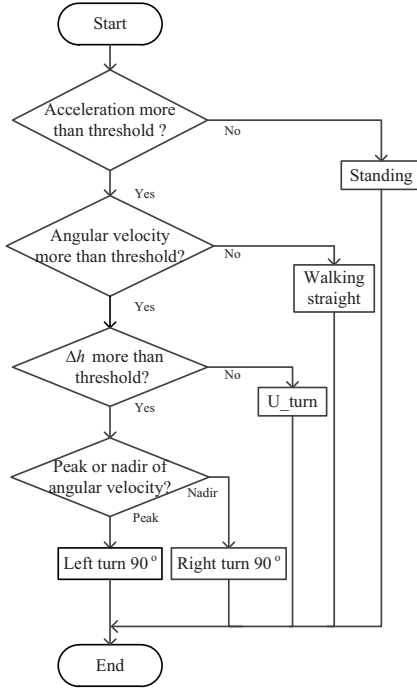 Start
Acceleration more
than threshold ?
No
Standing
Yes
Angular velocity
more than threshold?
No
Walking
straight
Yes
Δh more than
threshold?
No
U_turn
Yes
Peak or nadir of
angular velocity?
Nadir
Peak
Left turn 90 °
Right turn 90 °
End